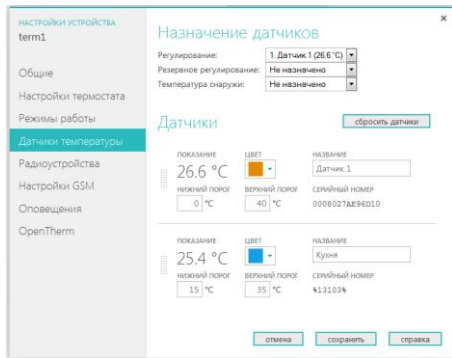 НАСТРОЙКИ УСТРОЙСТВА
term1
Общие
Настройки термостата
Режимы работы
Датчики температуры
Радиоустройства
Настройки GSM
Оповещения
OpenTherm
Назначение датчиков
Регулирование: 1. Датчик 1 (26.6 °C)
Резервное регулирование: Не назначено
Температура снаружи: Не назначено
Датчики сбросить датчики
ПОКАЗАНИЕ ЦВЕТ НАЗВАНИЕ
26.6 °C Датчик 1
НИЖНИЙ ПОРОГ ВЕРХНИЙ ПОРОГ СЕРИЙНЫЙ НОМЕР
0 °C 40 °C 0008027AE96D10
ПОКАЗАНИЕ ЦВЕТ НАЗВАНИЕ
25.4 °C Кухня
НИЖНИЙ ПОРОГ ВЕРХНИЙ ПОРОГ СЕРИЙНЫЙ НОМЕР
15 °C 35 °C %13103%
отмена сохранить справка